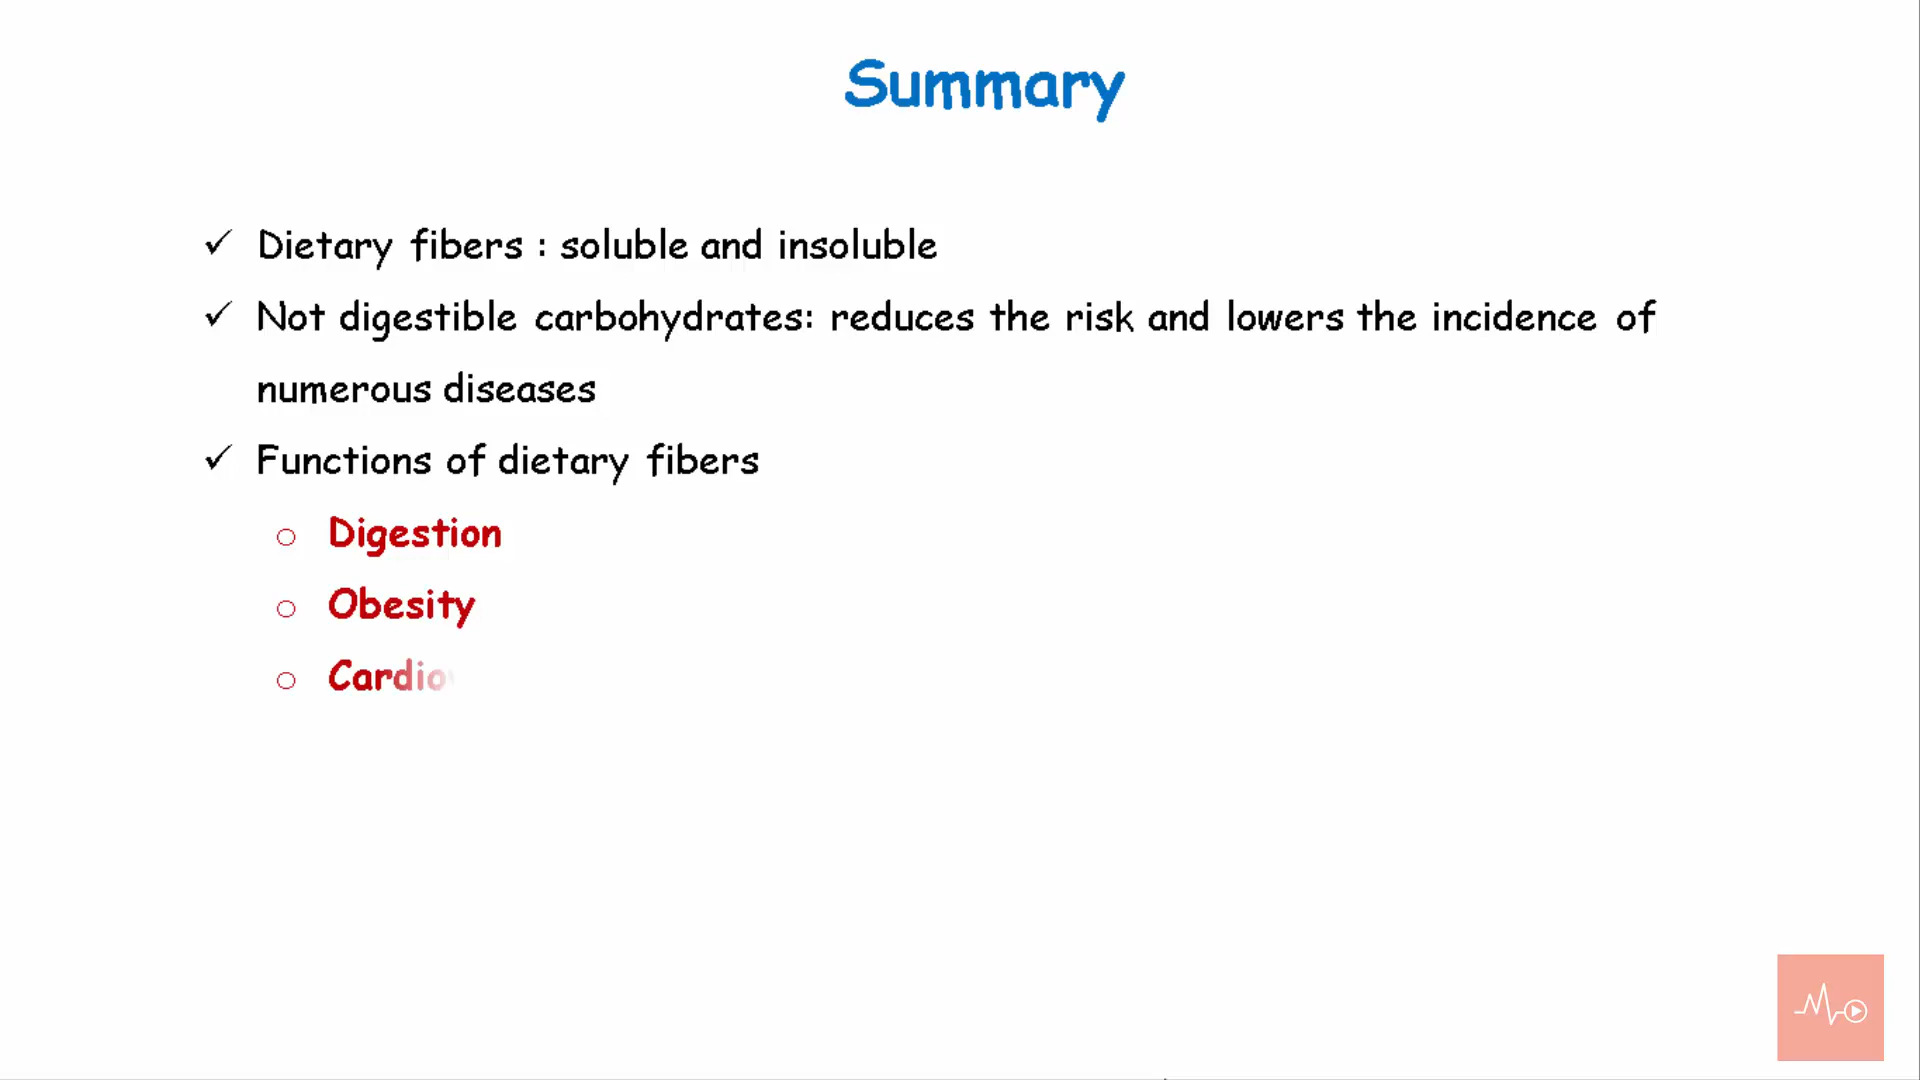 Summary
✓ Dietary fibers : soluble and insoluble
✓ Not digestible carbohydrates: reduces the risk and lowers the incidence of
numerous diseases
✓ Functions of dietary fibers
o Digestion
o Obesity
o Cardio